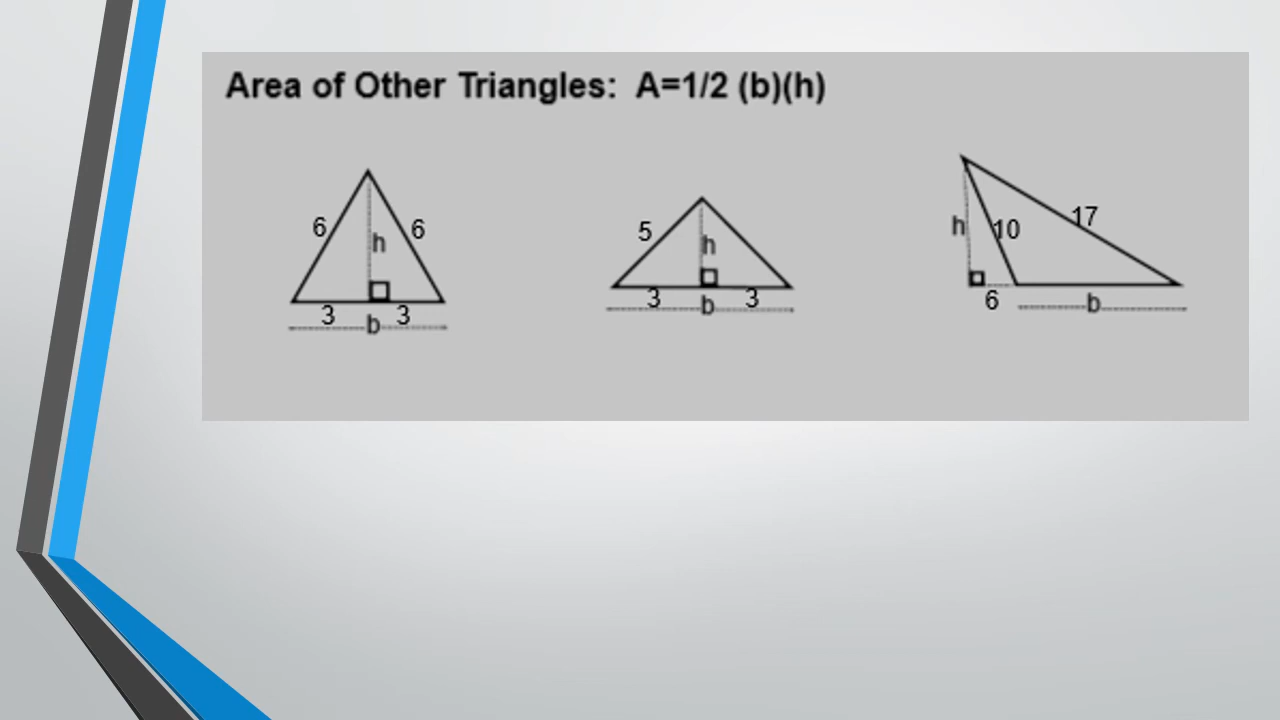 Area of Other Triangles: A=1/2 (b)(h)
6 6 h
3 b 3
5 h
3 b 3
h 10 17
6 b